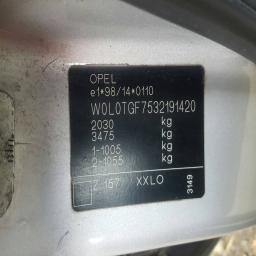 OPEL
e1*98/14*0110
W0L0TGF7532191420
2030 kg
3475 kg
1-1005 kg
2-1055 kg
Z 157 XXLO
3149